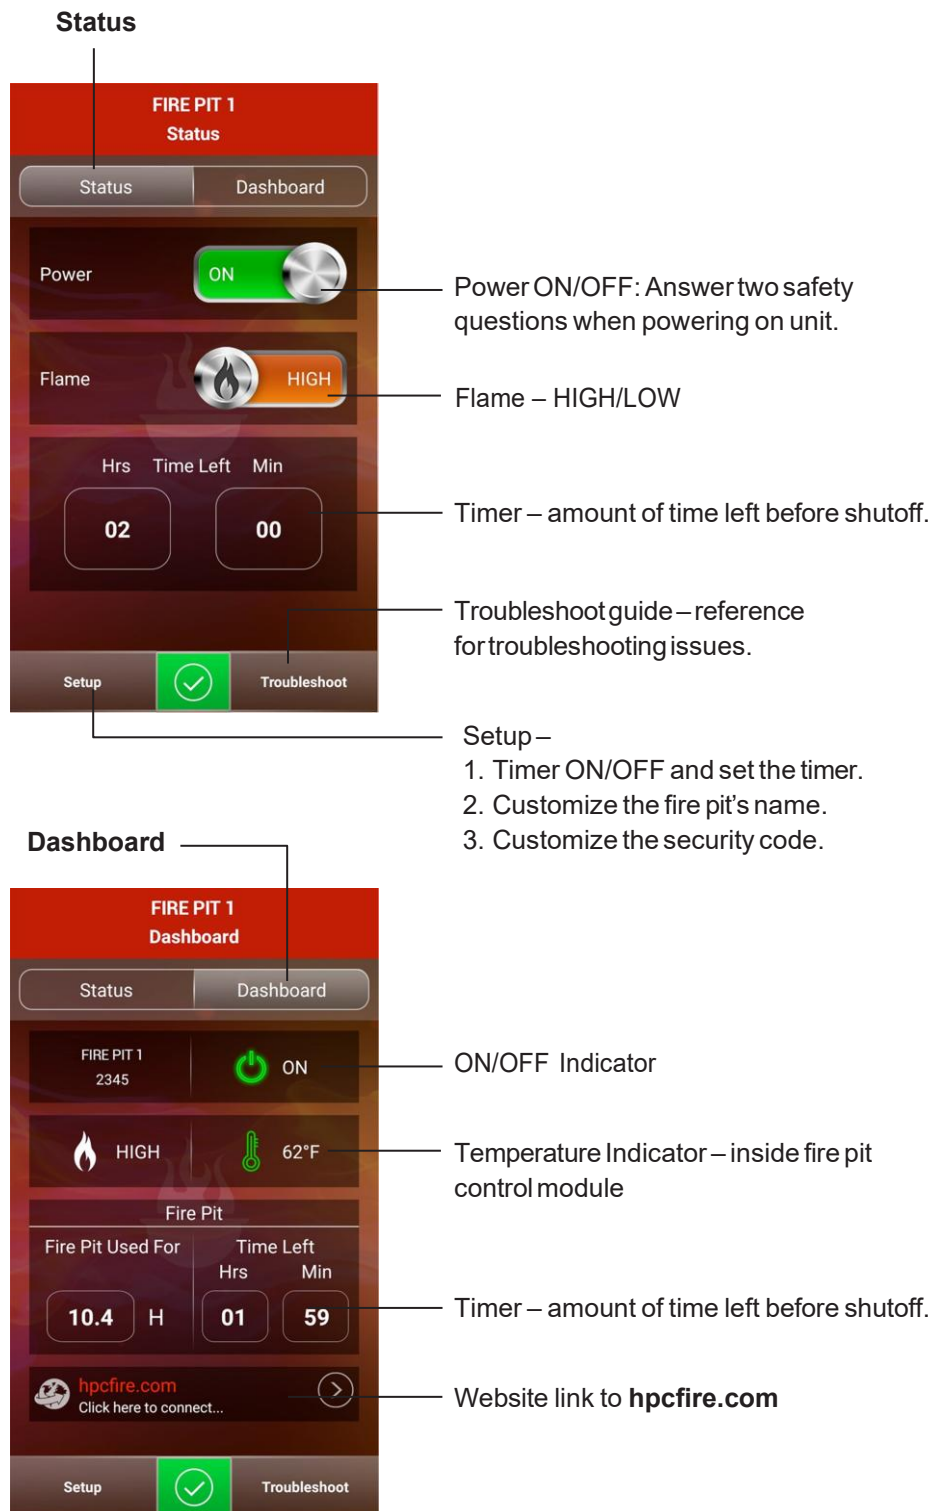 Status
FIRE PIT 1
Status
Status Dashboard
Power ON
Power ON/OFF: Answer two safety
questions when powering on unit.
Flame HIGH
Flame – HIGH/LOW
Hrs Time Left Min
02 00
Timer – amount of time left before shutoff.
Troubleshoot guide – reference
for troubleshooting issues.
Setup Troubleshoot
Setup –
1. Timer ON/OFF and set the timer.
2. Customize the fire pit’s name.
3. Customize the security code.
Dashboard
FIRE PIT 1
Dashboard
Status Dashboard
FIRE PIT 1
2345
ON
ON/OFF Indicator
HIGH 62°F
Temperature Indicator – inside fire pit
control module
Fire Pit
Fire Pit Used For Time Left
Hrs Min
10.4 H 01 59
Timer – amount of time left before shutoff.
hpcfire.com
Click here to connect...
Website link to hpcfire.com
Setup Troubleshoot